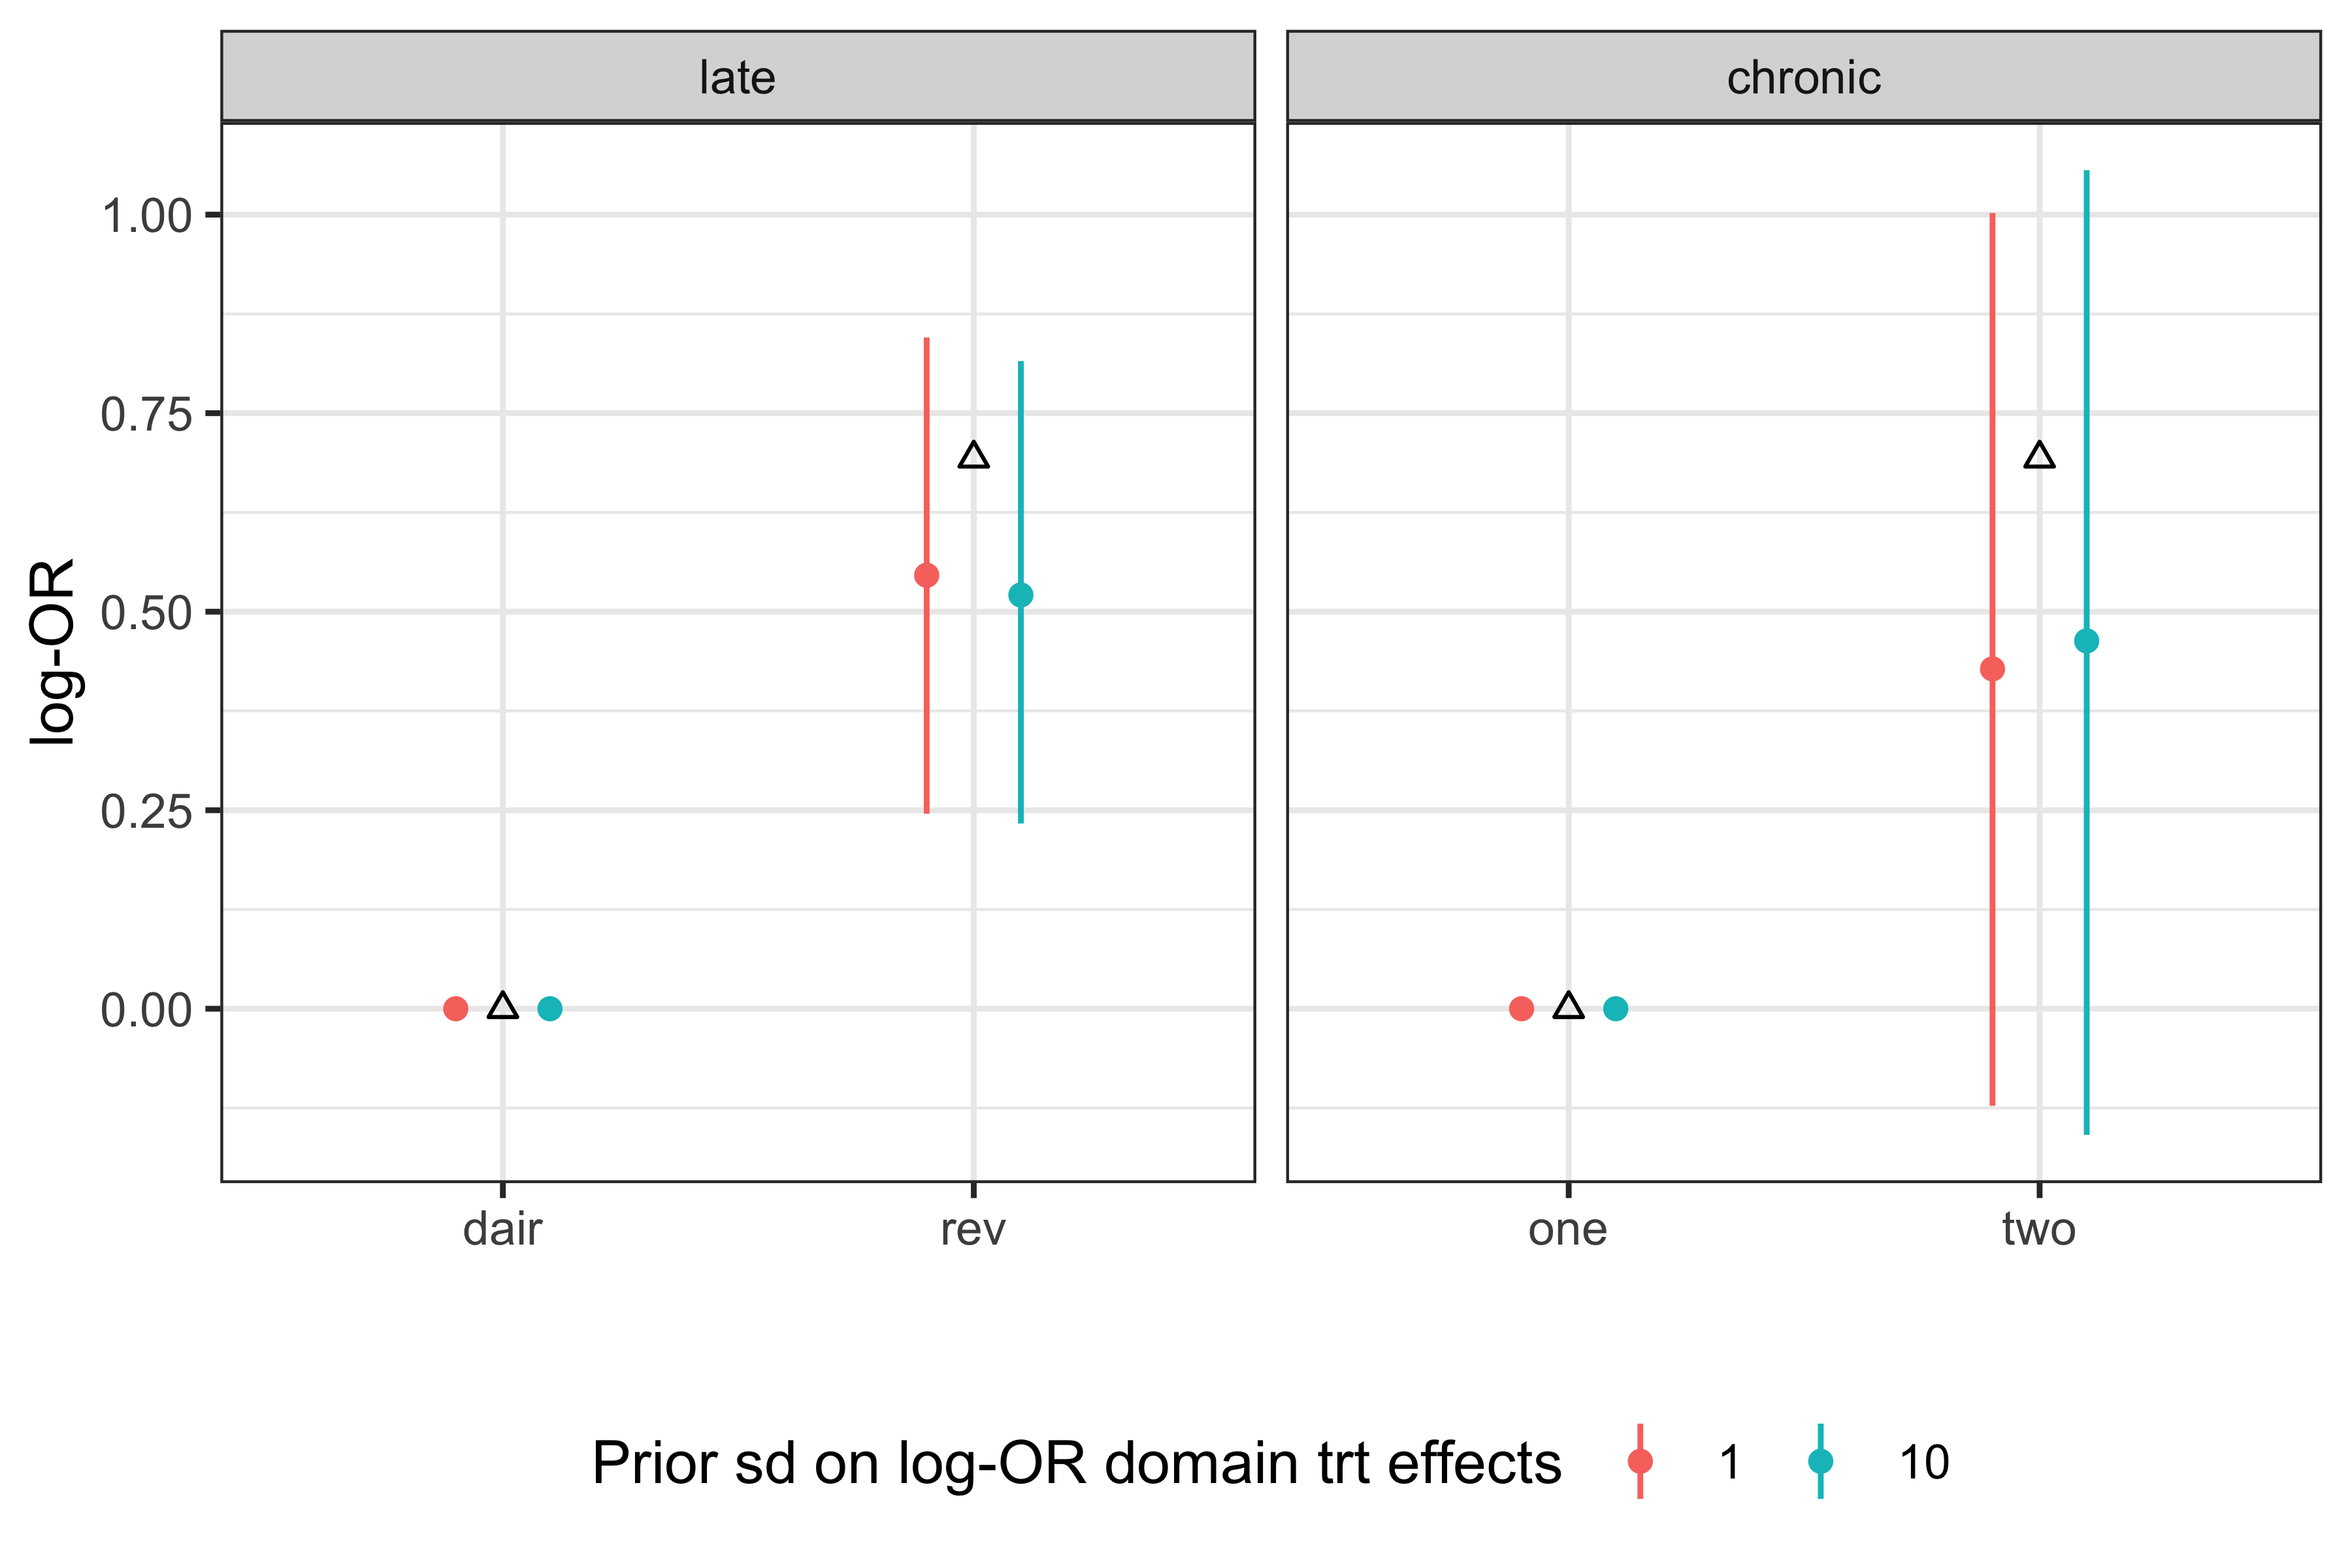 late chronic
1.00
0.75
0.50
0.25
0.00
log-OR
dair rev one two
Prior sd on log-OR domain trt effects 1 10